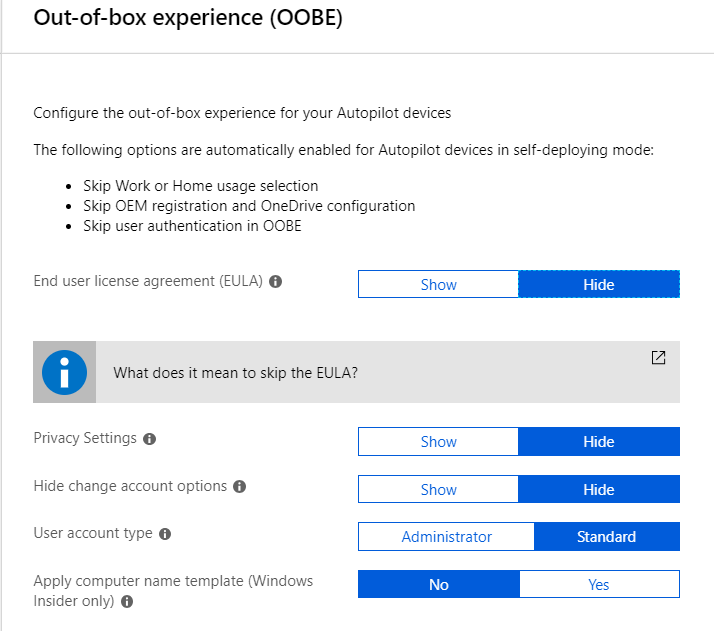 Out-of-box experience (OOBE)
Configure the out-of-box experience for your Autopilot devices
The following options are automatically enabled for Autopilot devices in self-deploying mode:
Skip Work or Home usage selection
Skip OEM registration and OneDrive configuration
Skip user authentication in OOBE
End user license agreement (EULA) Show Hide
What does it mean to skip the EULA?
Privacy Settings Show Hide
Hide change account options Show Hide
User account type Administrator Standard
Apply computer name template (Windows
Insider only) No Yes